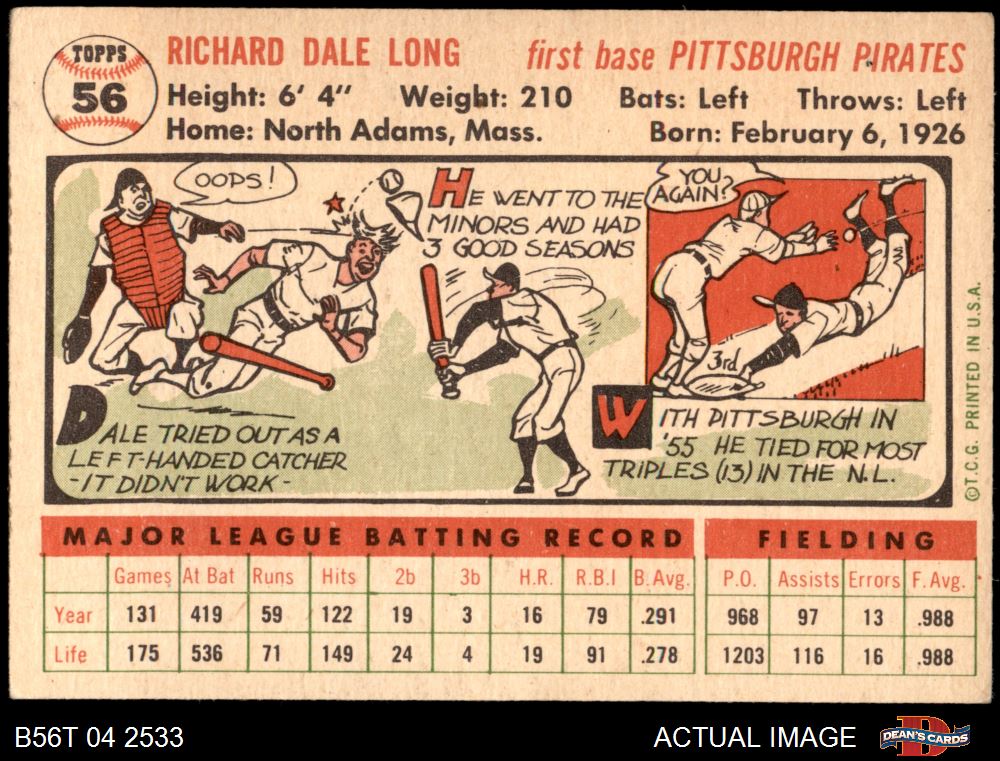 TOPPS
56
RICHARD DALE LONG first base PITTSBURGH PIRATES
Height: 6' 4" Weight: 210 Bats: Left Throws: Left
Home: North Adams, Mass. Born: February 6, 1926
OOPS!
HE WENT TO THE
MINORS AND HAD
3 GOOD SEASONS
YOU
AGAIN?
3rd
DALE TRIED OUT AS A
LEFT-HANDED CATCHER
-IT DIDN'T WORK-
WITH PITTSBURGH IN
'55 HE TIED FOR MOST
TRIPLES (13) IN THE N.L.
©T.C.G. PRINTED IN U.S.A.
MAJOR LEAGUE BATTING RECORD FIELDING
Games At Bat Runs Hits 2b 3b H.R. R.B.I B.Avg. P.O. Assists Errors F. Avg.
Year 131 419 59 122 19 3 16 79 .291 968 97 13 .988
Life 175 536 71 149 24 4 19 91 .278 1203 116 16 .988
B56T 04 2533 ACTUAL IMAGE DEAN'S CARDS